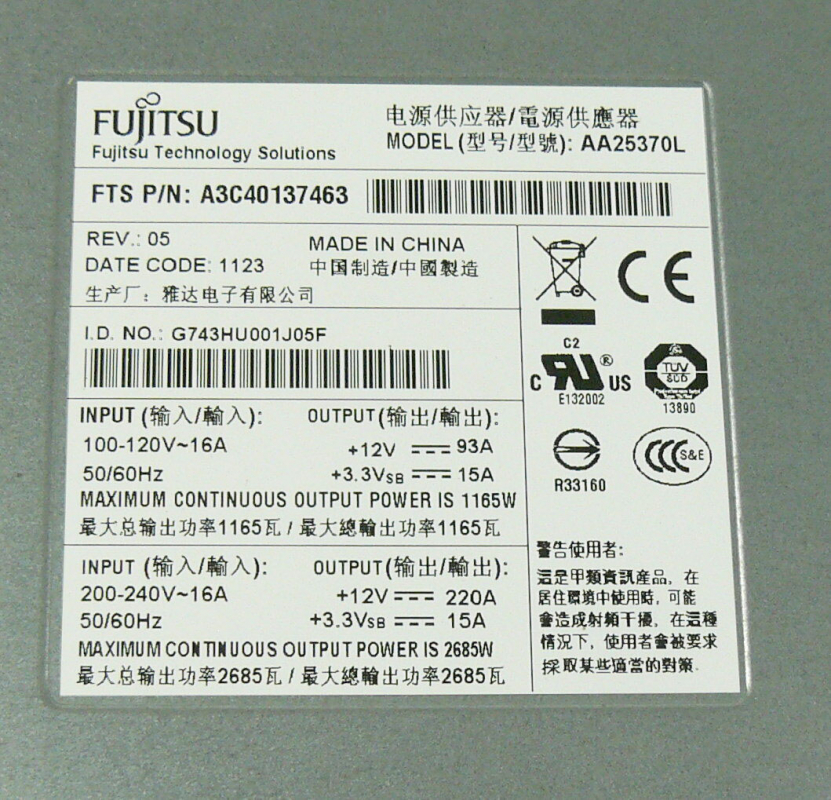 FUJITSU
Fujitsu Technology Solutions
电源供应器/電源供應器
MODEL (型号/型號): AA25370L
FTS P/N: A3C40137463
REV.: 05
MADE IN CHINA
DATE CODE: 1123
中国制造/中國製造
生产厂: 雅达电子有限公司
I.D. NO.: G743HU001J05F
INPUT (输入/輸入):
OUTPUT (输出/輸出):
100-120V~16A
+12V 93A
50/60Hz
+3.3VSB 15A
MAXIMUM CONTINUOUS OUTPUT POWER IS 1165W
最大总输出功率1165瓦 / 最大總輸出功率1165瓦
INPUT (输入/輸入):
OUTPUT(输出/輸出):
200-240V~16A
+12V 220A
50/60Hz
+3.3VSB 15A
MAXIMUM CONTINUOUS OUTPUT POWER IS 2685W
最大总输出功率2685瓦 / 最大總輸出功率2685瓦
CE
C2
C RU ® US
E132002
TUV
13890
R33160
CCC S&E
警告使用者:
這是甲類資訊產品, 在
居住環境中使用時, 可能
會造成射頻干擾, 在這種
情況下, 使用者會被要求
採取某些適當的對策.